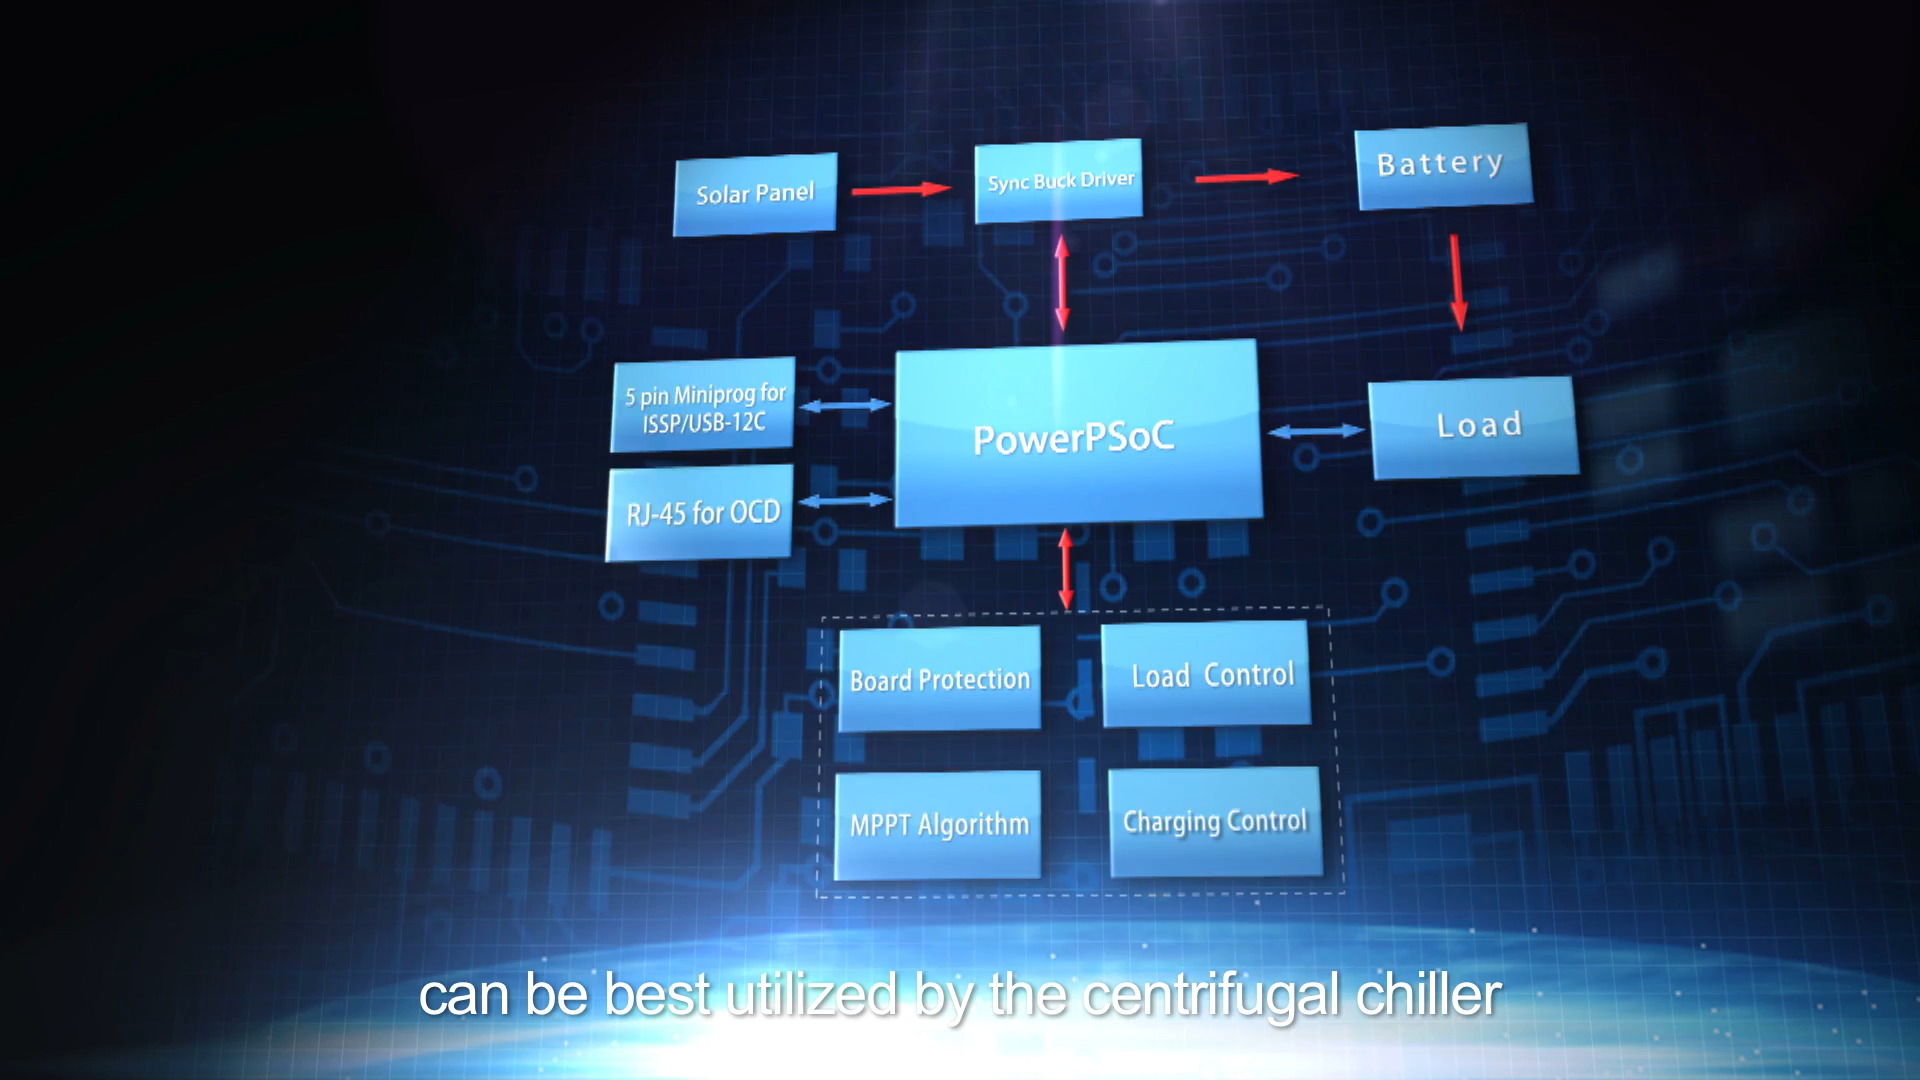 Solar Panel
Sync Buck Driver
Battery
5 pin Miniprog for
ISSP/USB-12C
PowerPSoC
Load
RJ-45 for OCD
Board Protection
Load Control
MPPT Algorithm
Charging Control
can be best utilized by the centrifugal chiller